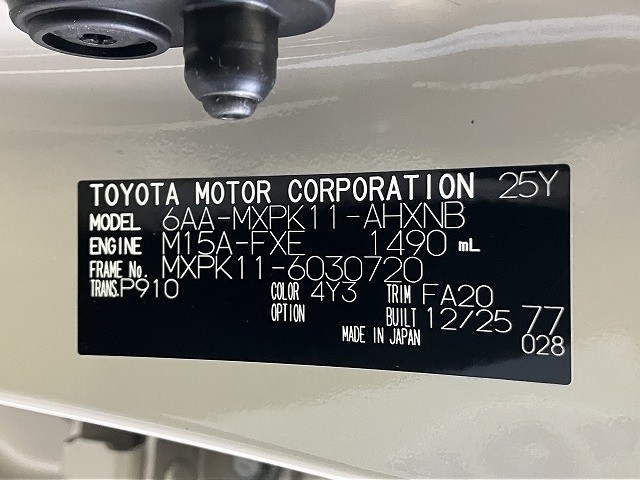 TOYOTA MOTOR CORPORATION 25Y
MODEL 6AA-MXPK11-AHXNB
ENGINE M15A-FXE 1490 mL
FRAME No. MXPK11-6030720
TRANS. P910 COLOR 4Y3 TRIM FA20
OPTION BUILT 12/25 77
MADE IN JAPAN 028